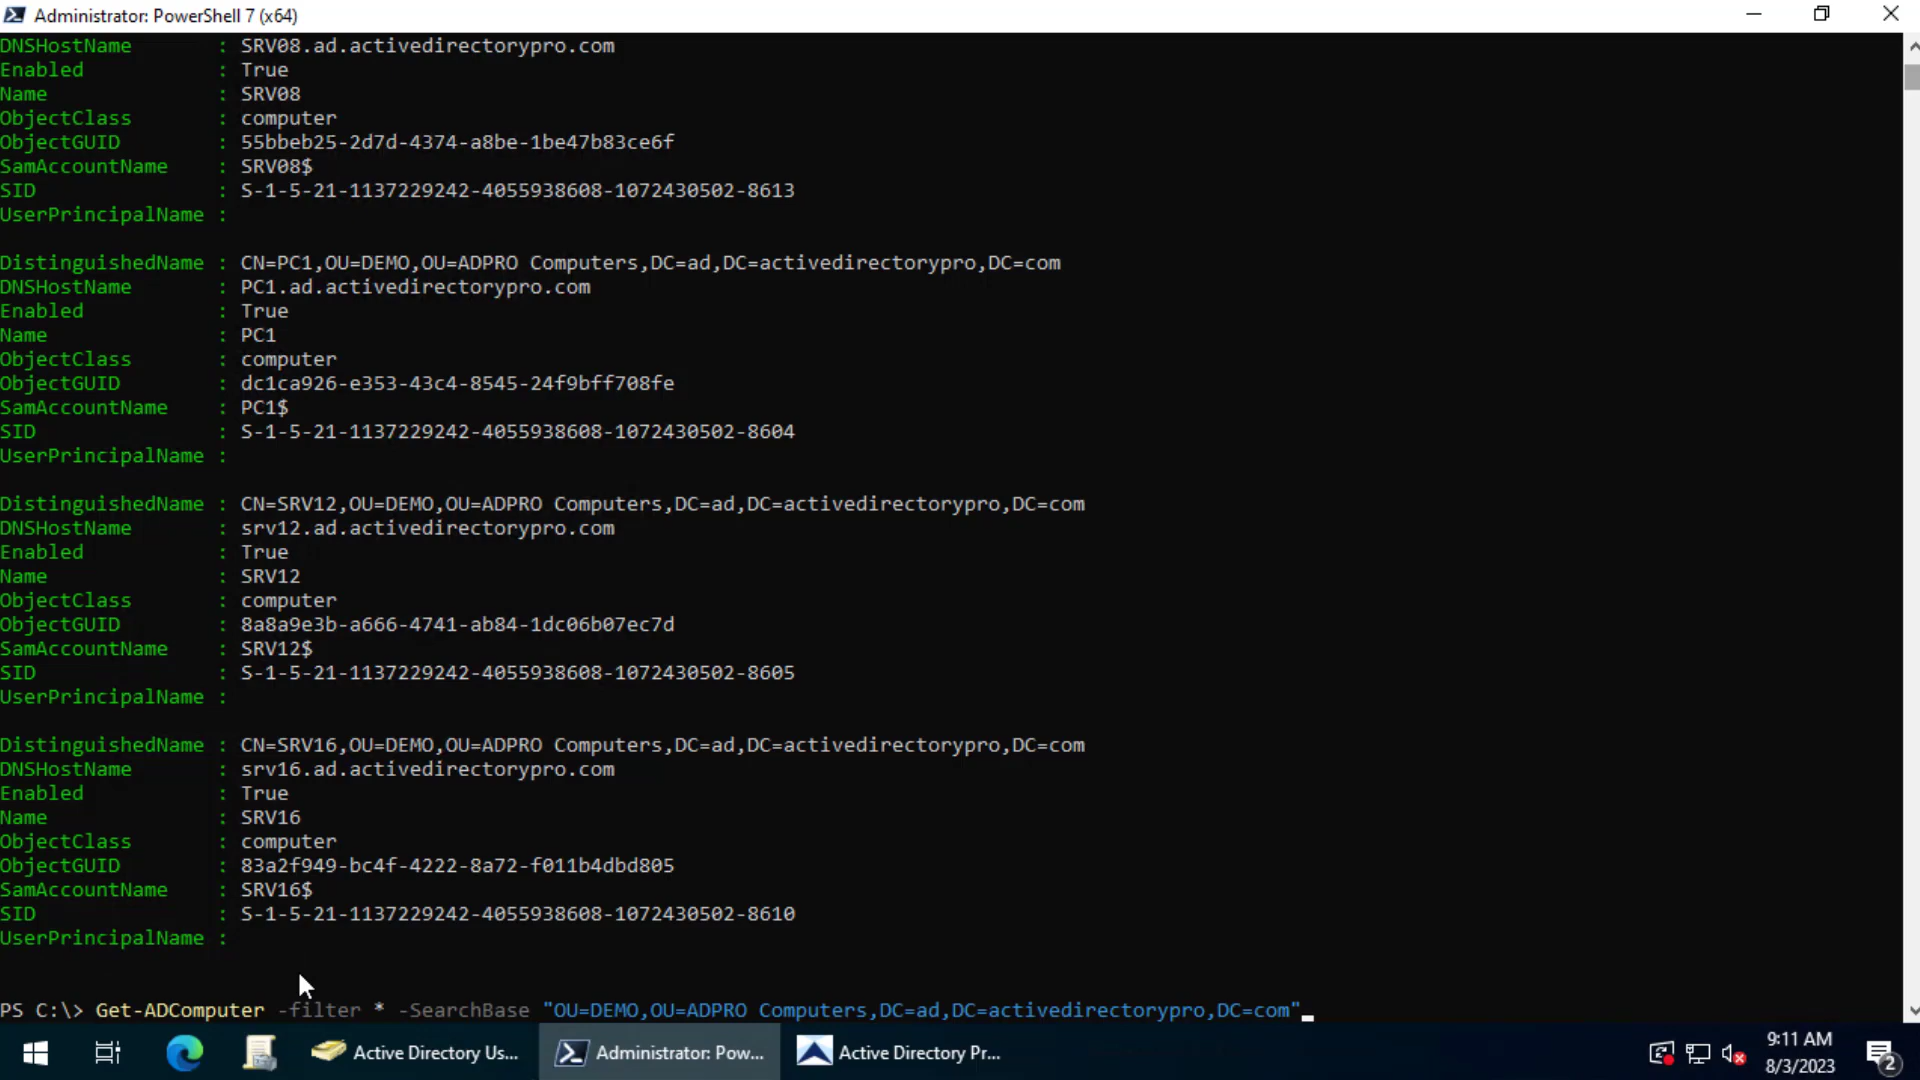 Administrator: PowerShell 7 (x64)
DNSHostName : SRV08.ad.activedirectorypro.com
Enabled : True
Name : SRV08
ObjectClass : computer
ObjectGUID : 55bbeb25-2d7d-4374-a8be-1be47b83ce6f
SamAccountName : SRV08$
SID : S-1-5-21-1137229242-4055938608-1072430502-8613
UserPrincipalName :
DistinguishedName : CN=PC1,OU=DEMO,OU=ADPRO Computers,DC=ad,DC=activedirectorypro,DC=com
DNSHostName : PC1.ad.activedirectorypro.com
Enabled : True
Name : PC1
ObjectClass : computer
ObjectGUID : dc1ca926-e353-43c4-8545-24f9bff708fe
SamAccountName : PC1$
SID : S-1-5-21-1137229242-4055938608-1072430502-8604
UserPrincipalName :
DistinguishedName : CN=SRV12,OU=DEMO,OU=ADPRO Computers,DC=ad,DC=activedirectorypro,DC=com
DNSHostName : srv12.ad.activedirectorypro.com
Enabled : True
Name : SRV12
ObjectClass : computer
ObjectGUID : 8a8a9e3b-a666-4741-ab84-1dc06b07ec7d
SamAccountName : SRV12$
SID : S-1-5-21-1137229242-4055938608-1072430502-8605
UserPrincipalName :
DistinguishedName : CN=SRV16,OU=DEMO,OU=ADPRO Computers,DC=ad,DC=activedirectorypro,DC=com
DNSHostName : srv16.ad.activedirectorypro.com
Enabled : True
Name : SRV16
ObjectClass : computer
ObjectGUID : 83a2f949-bc4f-4222-8a72-f011b4dbd805
SamAccountName : SRV16$
SID : S-1-5-21-1137229242-4055938608-1072430502-8610
UserPrincipalName :
PS C:\> Get-ADComputer -filter * -SearchBase "OU=DEMO,OU=ADPRO Computers,DC=ad,DC=activedirectorypro,DC=com"
Active Directory Us... Administrator: Pow... Active Directory Pr... 9:11 AM
8/3/2023 2